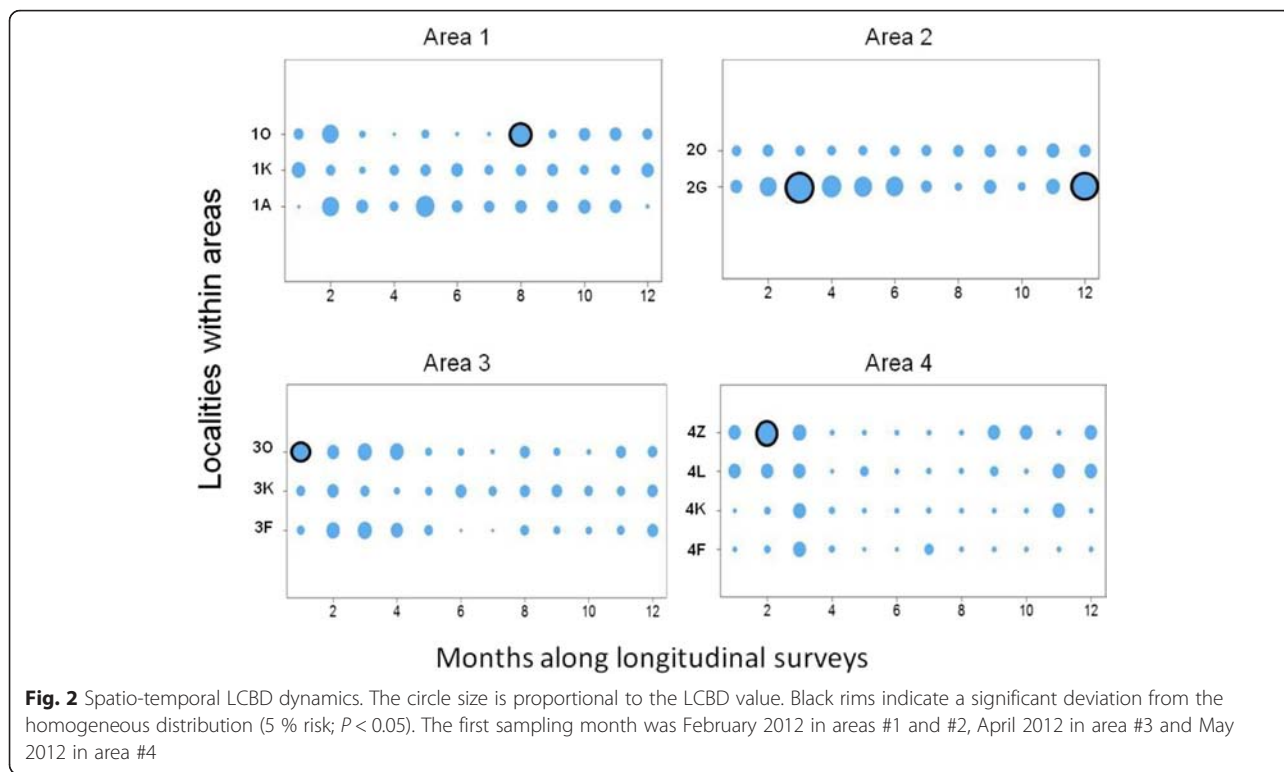 Area 1
Area 2
1O
1K
1A
2 4 6 8 10 12
2O
2G
2 4 6 8 10 12
Localities within areas
Area 3
Area 4
3O
3K
3F
2 4 6 8 10 12
4Z
4L
4K
4F
2 4 6 8 10 12
Months along longitudinal surveys
Fig. 2 Spatio-temporal LCBD dynamics. The circle size is proportional to the LCBD value. Black rims indicate a significant deviation from the
homogeneous distribution (5 % risk; P < 0.05). The first sampling month was February 2012 in areas #1 and #2, April 2012 in area #3 and May
2012 in area #4